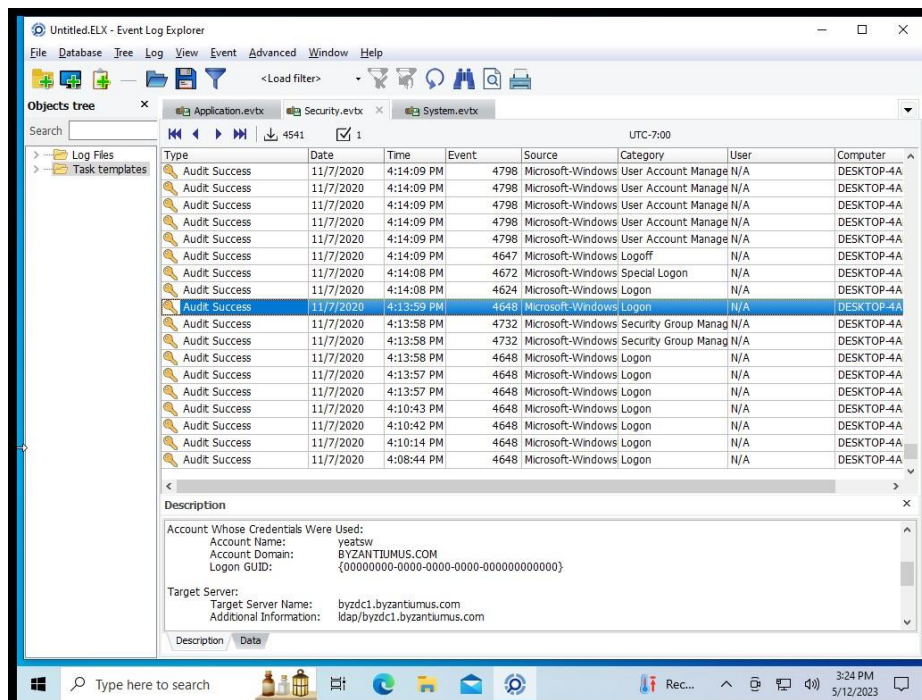 Untitled.ELX - Event Log Explorer
File Database Tree Log View Event Advanced Window Help
<Load filter>
Objects tree
Search
Log Files
Task templates
Application.evtx Security.evtx System.evtx
4541 1 UTC-7:00
Type Date Time Event Source Category User Computer
Audit Success 11/7/2020 4:14:09 PM 4798 Microsoft-Windows User Account Manage N/A DESKTOP-4A
Audit Success 11/7/2020 4:14:09 PM 4798 Microsoft-Windows User Account Manage N/A DESKTOP-4A
Audit Success 11/7/2020 4:14:09 PM 4798 Microsoft-Windows User Account Manage N/A DESKTOP-4A
Audit Success 11/7/2020 4:14:09 PM 4798 Microsoft-Windows User Account Manage N/A DESKTOP-4A
Audit Success 11/7/2020 4:14:09 PM 4798 Microsoft-Windows User Account Manage N/A DESKTOP-4A
Audit Success 11/7/2020 4:14:09 PM 4647 Microsoft-Windows Logoff N/A DESKTOP-4A
Audit Success 11/7/2020 4:14:08 PM 4672 Microsoft-Windows Special Logon N/A DESKTOP-4A
Audit Success 11/7/2020 4:14:08 PM 4624 Microsoft-Windows Logon N/A DESKTOP-4A
Audit Success 11/7/2020 4:13:59 PM 4648 Microsoft-Windows Logon N/A DESKTOP-4A
Audit Success 11/7/2020 4:13:58 PM 4732 Microsoft-Windows Security Group Manag N/A DESKTOP-4A
Audit Success 11/7/2020 4:13:58 PM 4732 Microsoft-Windows Security Group Manag N/A DESKTOP-4A
Audit Success 11/7/2020 4:13:58 PM 4648 Microsoft-Windows Logon N/A DESKTOP-4A
Audit Success 11/7/2020 4:13:57 PM 4648 Microsoft-Windows Logon N/A DESKTOP-4A
Audit Success 11/7/2020 4:13:57 PM 4648 Microsoft-Windows Logon N/A DESKTOP-4A
Audit Success 11/7/2020 4:10:43 PM 4648 Microsoft-Windows Logon N/A DESKTOP-4A
Audit Success 11/7/2020 4:10:42 PM 4648 Microsoft-Windows Logon N/A DESKTOP-4A
Audit Success 11/7/2020 4:10:14 PM 4648 Microsoft-Windows Logon N/A DESKTOP-4A
Audit Success 11/7/2020 4:08:44 PM 4648 Microsoft-Windows Logon N/A DESKTOP-4A
Description
Account Whose Credentials Were Used:
Account Name: yeatsw
Account Domain: BYZANTIUMUS.COM
Logon GUID: {00000000-0000-0000-0000-000000000000}
Target Server:
Target Server Name: byzdc1.byzantiumus.com
Additional Information: ldap/byzdc1.byzantiumus.com
Description Data
Type here to search Rec... 3:24 PM
5/12/2023